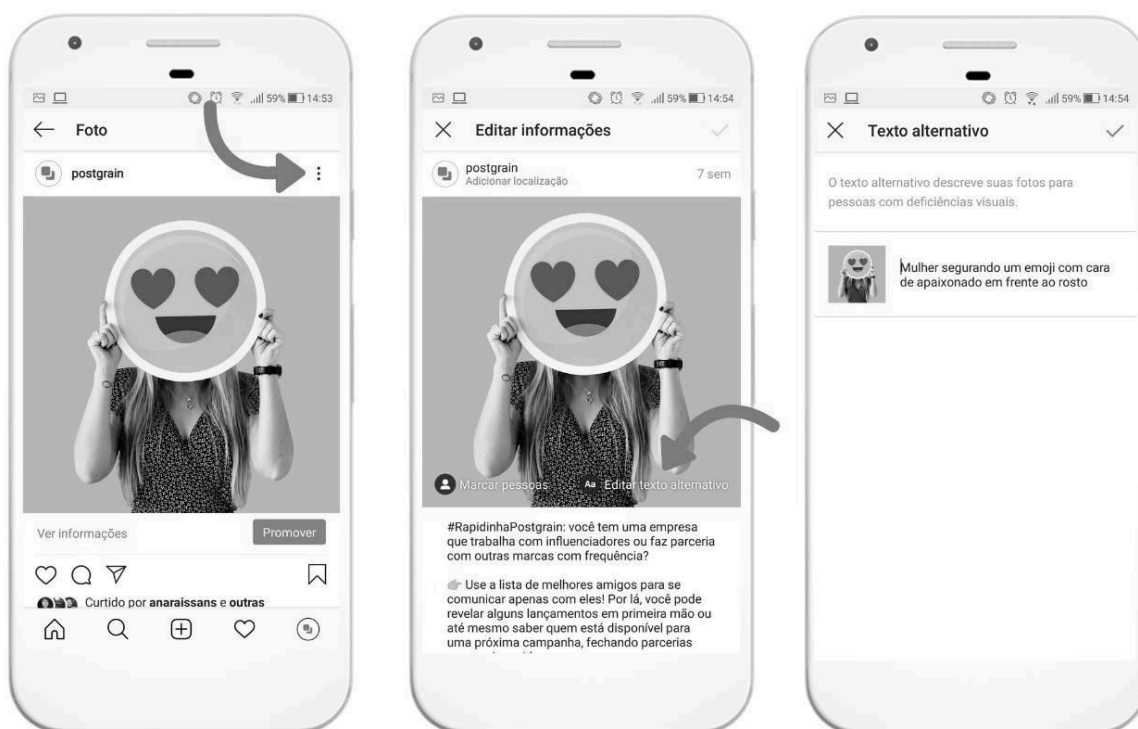 59% 14:53
Foto
postgrain
Ver informações
Promover
Curtido por anaraissans e outras
59% 14:54
Editar informações
postgrain
Adicionar localização
7 sem
Marcar pessoas
Aa Editar texto alternativo
#RapidinhaPostgrain: você tem uma empresa
que trabalha com influenciadores ou faz parceria
com outras marcas com frequência?
Use a lista de melhores amigos para se
comunicar apenas com eles! Por lá, você pode
revelar alguns lançamentos em primeira mão ou
até mesmo saber quem está disponível para
uma próxima campanha, fechando parcerias
59% 14:54
Texto alternativo
O texto alternativo descreve suas fotos para
pessoas com deficiências visuais.
Mulher segurando um emoji com cara
de apaixonado em frente ao rosto